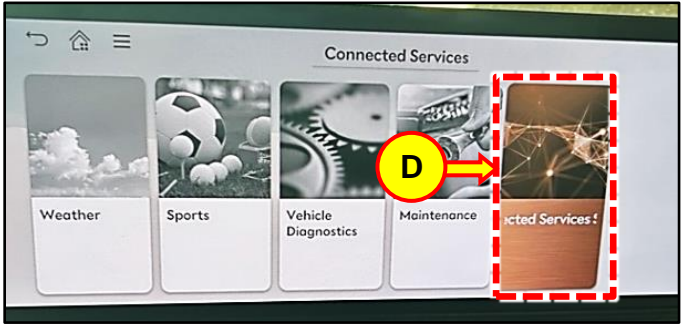 Connected Services
Weather
Sports
Vehicle
Diagnostics
Maintenance
ected Services S
D